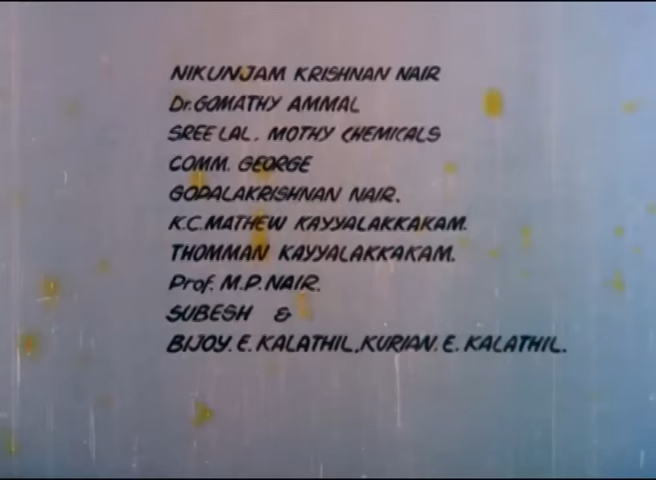 NIKUNJAM KRISHNAN NAIR
Dr. GOMATHY AMMAL
SREE LAL. MOTHY CHEMICALS
COMM. GEORGE
GOPALAKRISHNAN NAIR.
K.C. MATHEW KAYYALAKKAKAM.
THOMMAN KAYYALAKKAKAM.
Prof. M.P. NAIR.
SUBESH &
BIJOY. E. KALATHIL, KURIAN. E. KALATHIL.